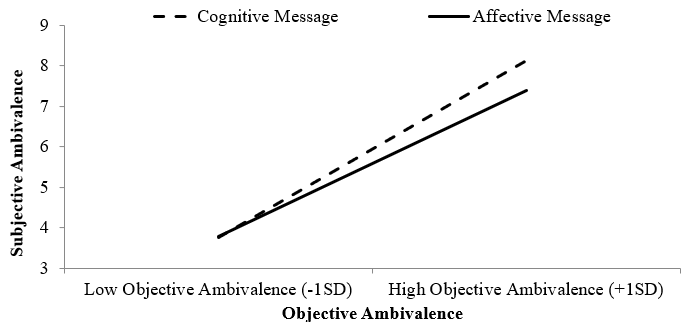 Cognitive Message
Affective Message
Subjective Ambivalence
9
8
7
6
5
4
3
Low Objective Ambivalence (-1SD)
High Objective Ambivalence (+1SD)
Objective Ambivalence